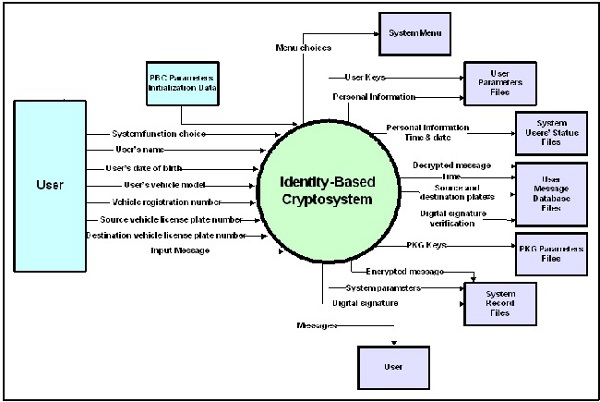 System Menu
Menu choices
PBC Parameters
Initialization Data
User Keys
Personal Information
User
Parameters
Files
Personal Information
Time & date
System
Users' Status
Files
User
Systemfunction choice
User's name
User's date of birth
User's vehicle model
Vehicle registration number
Source vehicle license plate number
Destination vehicle license plate number
Input Message
Identity-Based
Cryptosystem
Decrypted message
Time
Source and
destination plates
Digital signature
verification
User
Message
Database
Files
PKG Keys
PKG Parameters
Files
Encrypted message
System parameters
Digital signature
System
Record
Files
Messages
User